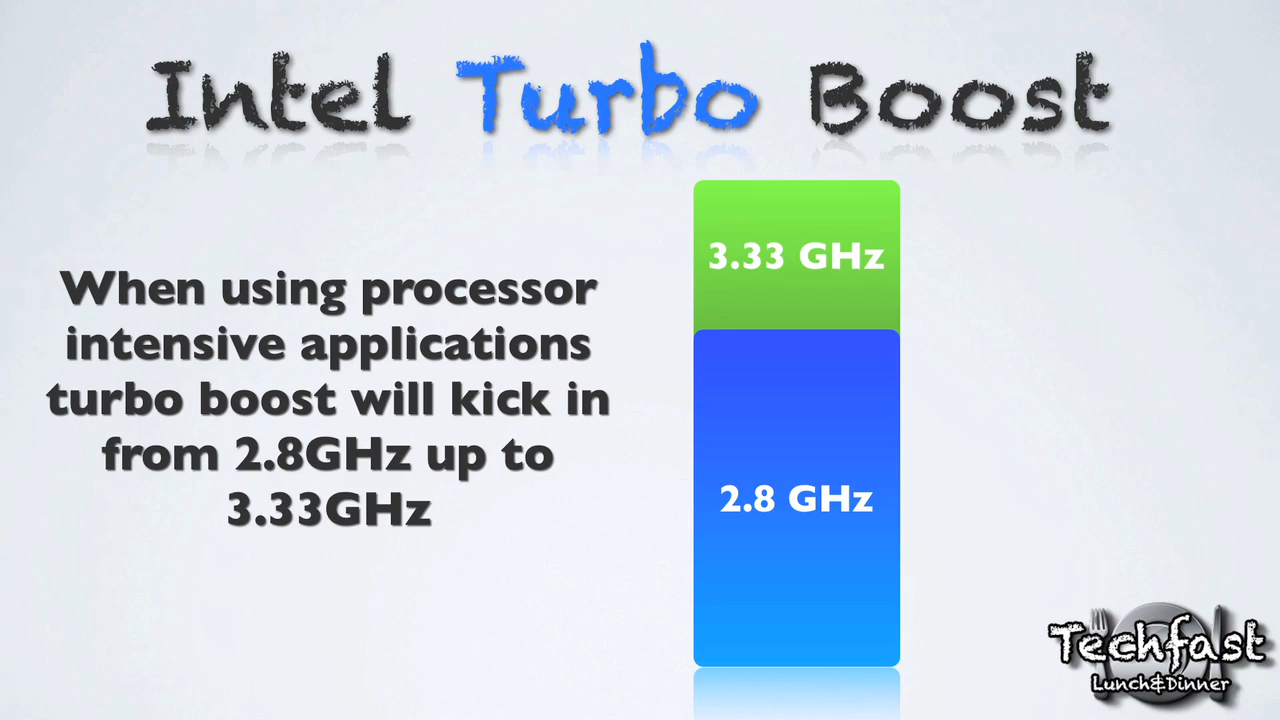 Intel Turbo Boost
When using processor
intensive applications
turbo boost will kick in
from 2.8GHz up to
3.33GHz
3.33 GHz
2.8 GHz
Techfast
Lunch&Dinner